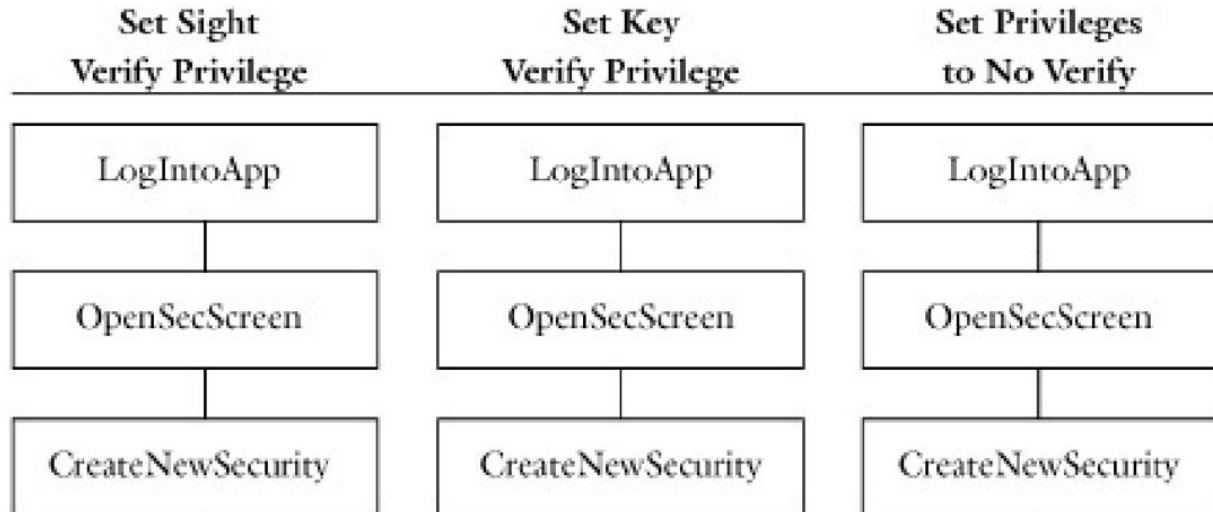 Set Sight
Verify Privilege
Set Key
Verify Privilege
Set Privileges
to No Verify
LogIntoApp
LogIntoApp
LogIntoApp
OpenSecScreen
OpenSecScreen
OpenSecScreen
CreateNewSecurity
CreateNewSecurity
CreateNewSecurity